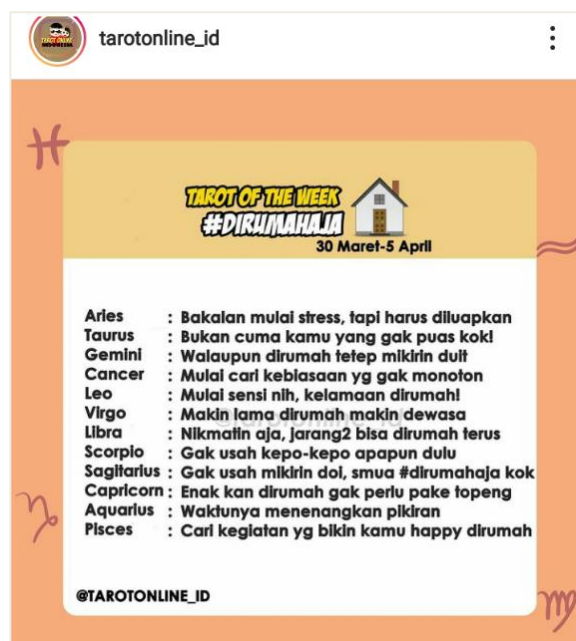 tarotonline_id
TAROT OF THE WEEK
#DIRUMAHAJA
30 Maret-5 April
Aries : Bakalan mulai stress, tapi harus diluapkan
Taurus : Bukan cuma kamu yang gak puas kok!
Gemini : Walaupun dirumah tetep mikirin duit
Cancer : Mulai cari kebiasaan yg gak monoton
Leo : Mulai sensi nih, kelamaan dirumah!
Virgo : Makin lama dirumah makin dewasa
Libra : Nikmatin aja, jarang2 bisa dirumah terus
Scorpio : Gak usah kepo-kepo apapun dulu
Sagitarius : Gak usah mikirin doi, smua #dirumahaja kok
Capricorn : Enak kan dirumah gak perlu pake topeng
Aquarius : Waktunya menenangkan pikiran
Pisces : Cari kegiatan yg bikin kamu happy dirumah
@TAROTONLINE_ID